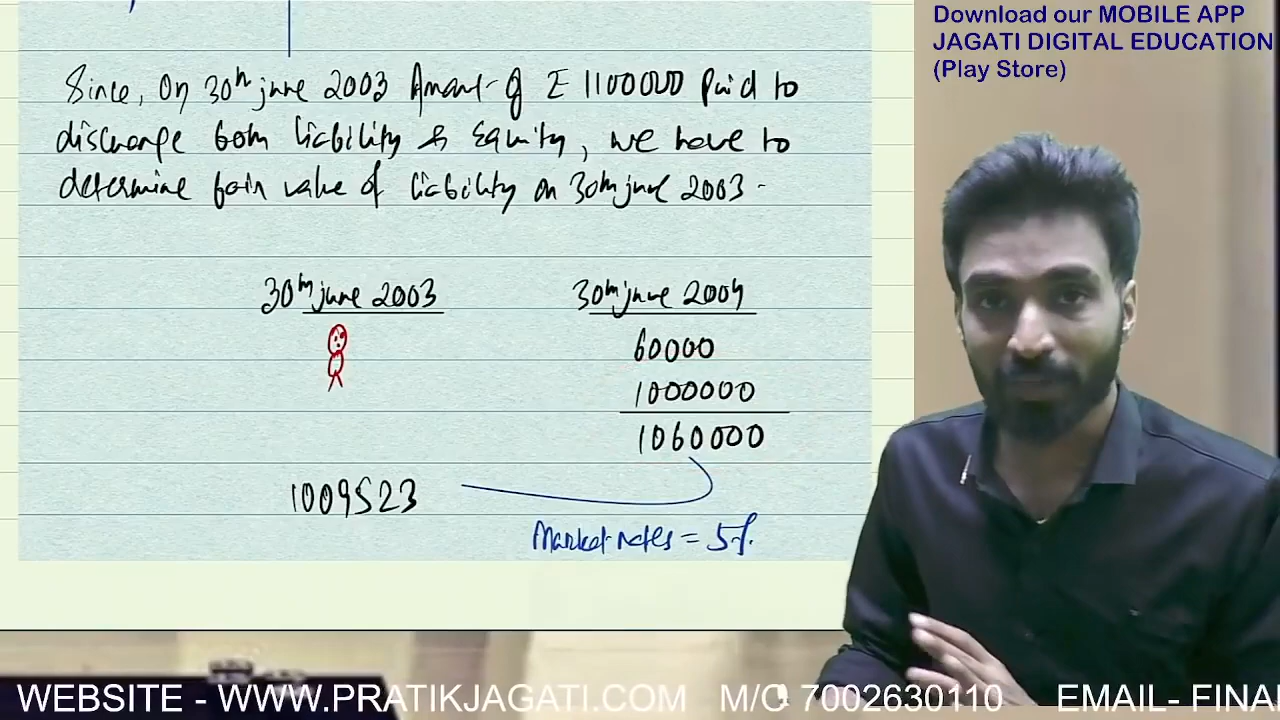 Download our MOBILE APP
JAGATI DIGITAL EDUCATION
(Play Store)
Since, On 30th june 2003 Amount of £ 1100000 Paid to
discharge both liability & Equity, we have to
determine fair value of liability on 30th june 2003.
30th june 2003
30th june 2004
60000
1000000
1060000
1009523
Market rates = 5%
WEBSITE - WWW.PRATIKJAGATI.COM M/O 7002630110 EMAIL- FINA